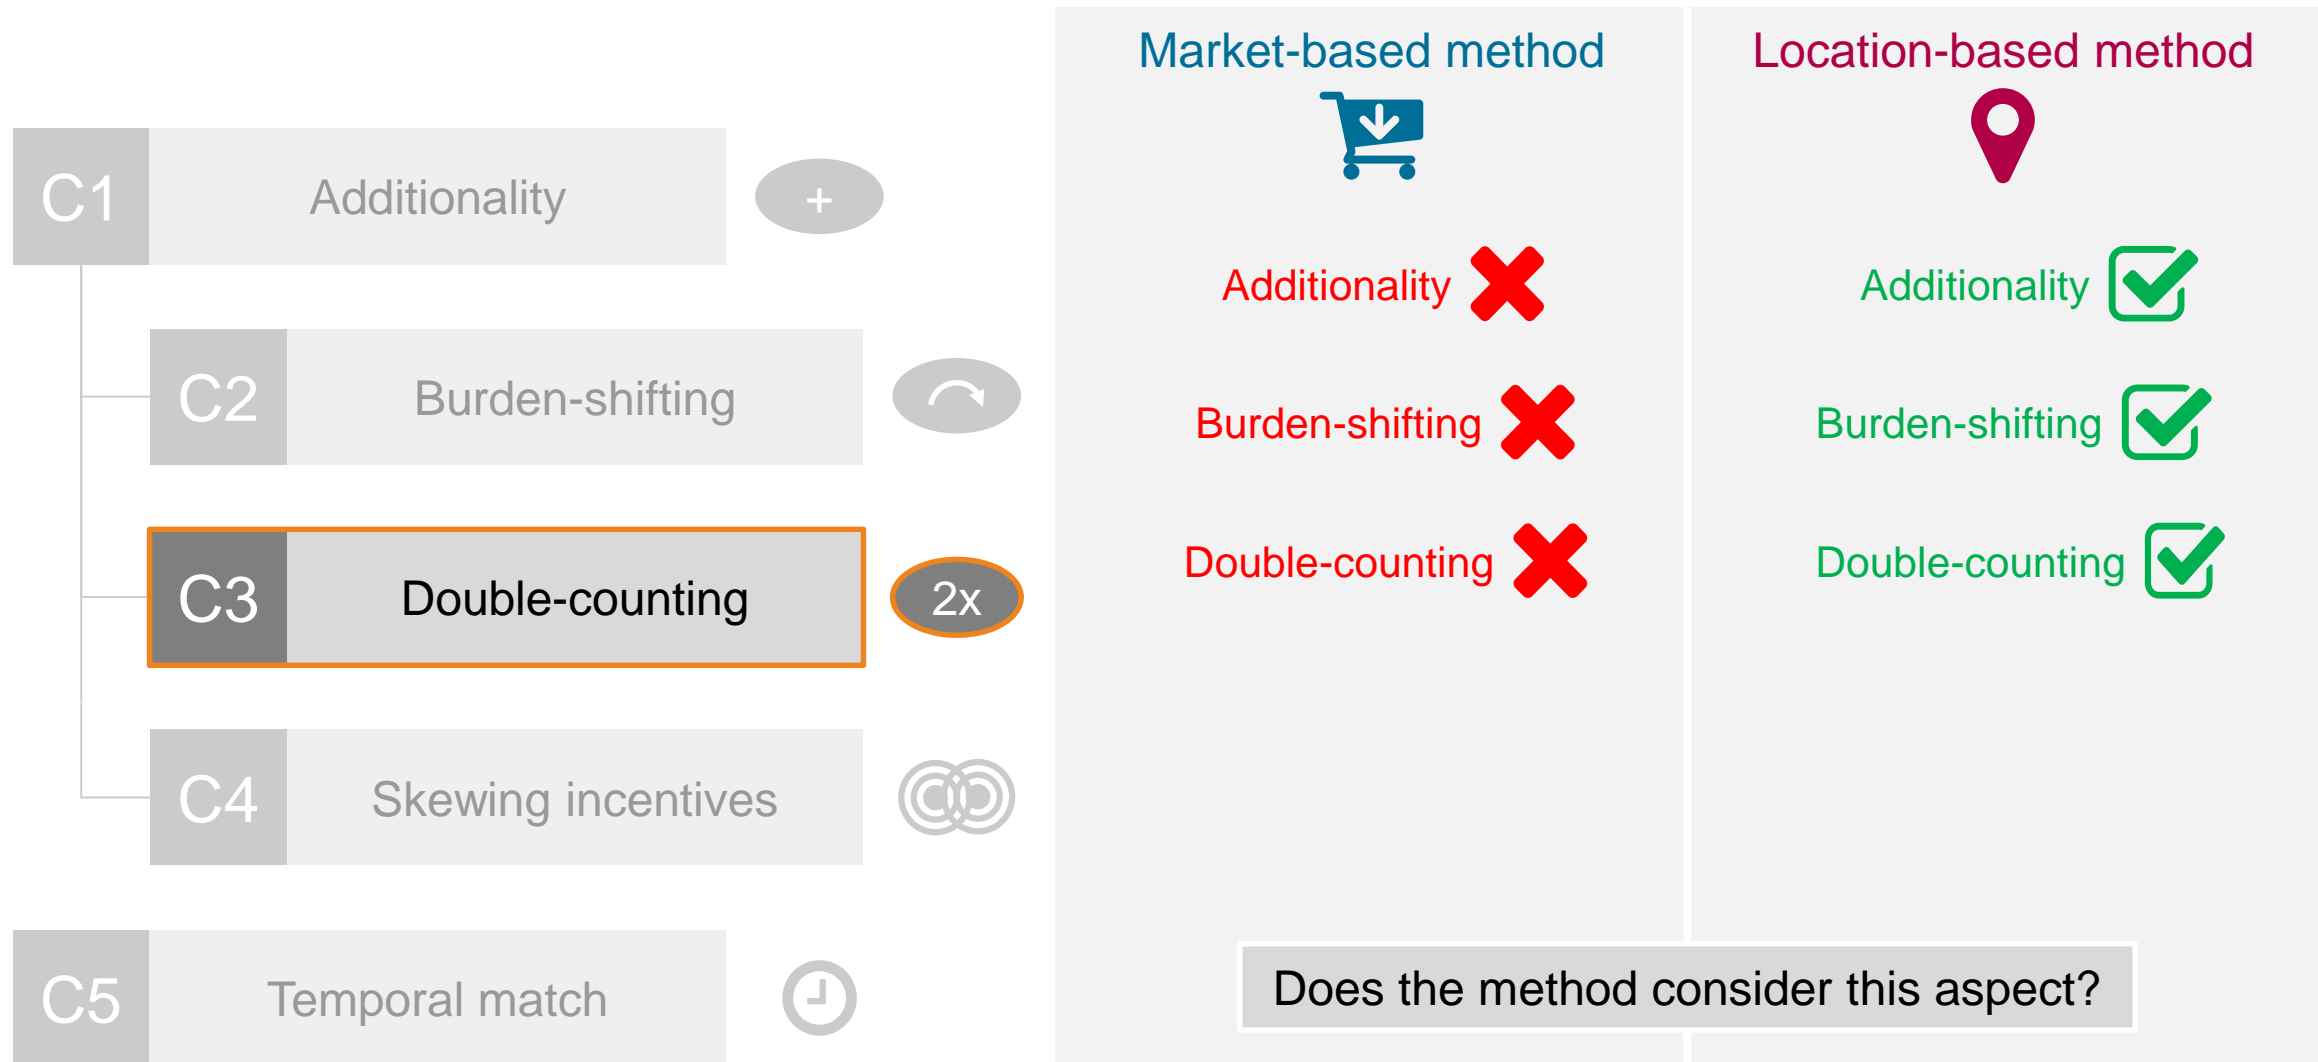 C1
Additionality
+
C2
Burden-shifting
C3
Double-counting
2x
C4
Skewing incentives
C5
Temporal match
Market-based method
Additionality
Burden-shifting
Double-counting
Location-based method
Additionality
Burden-shifting
Double-counting
Does the method consider this aspect?